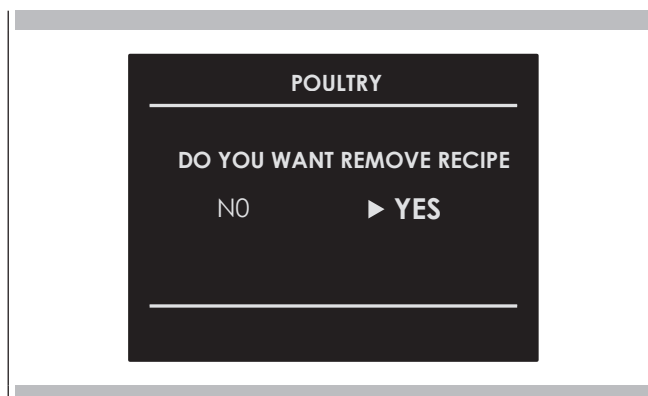 POULTRY
DO YOU WANT REMOVE RECIPE
N0 ▶ YES